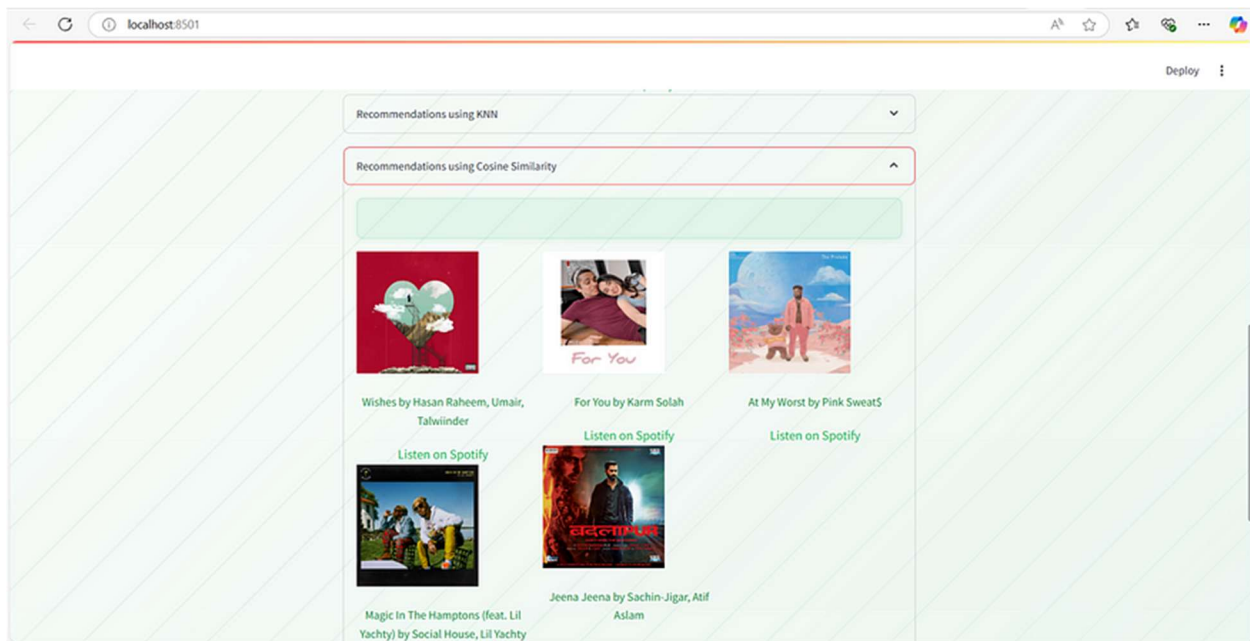 localhost:8501
Deploy
Recommendations using KNN
Recommendations using Cosine Similarity
For You
Wishes by Hasan Raheem, Umair,
Talwiinder
Listen on Spotify
For You by Karm Solah
Listen on Spotify
At My Worst by Pink Sweat$
Listen on Spotify
बदलापुर
Magic In The Hamptons (feat. Lil
Yachty) by Social House, Lil Yachty
Jeena Jeena by Sachin-Jigar, Atif
Aslam